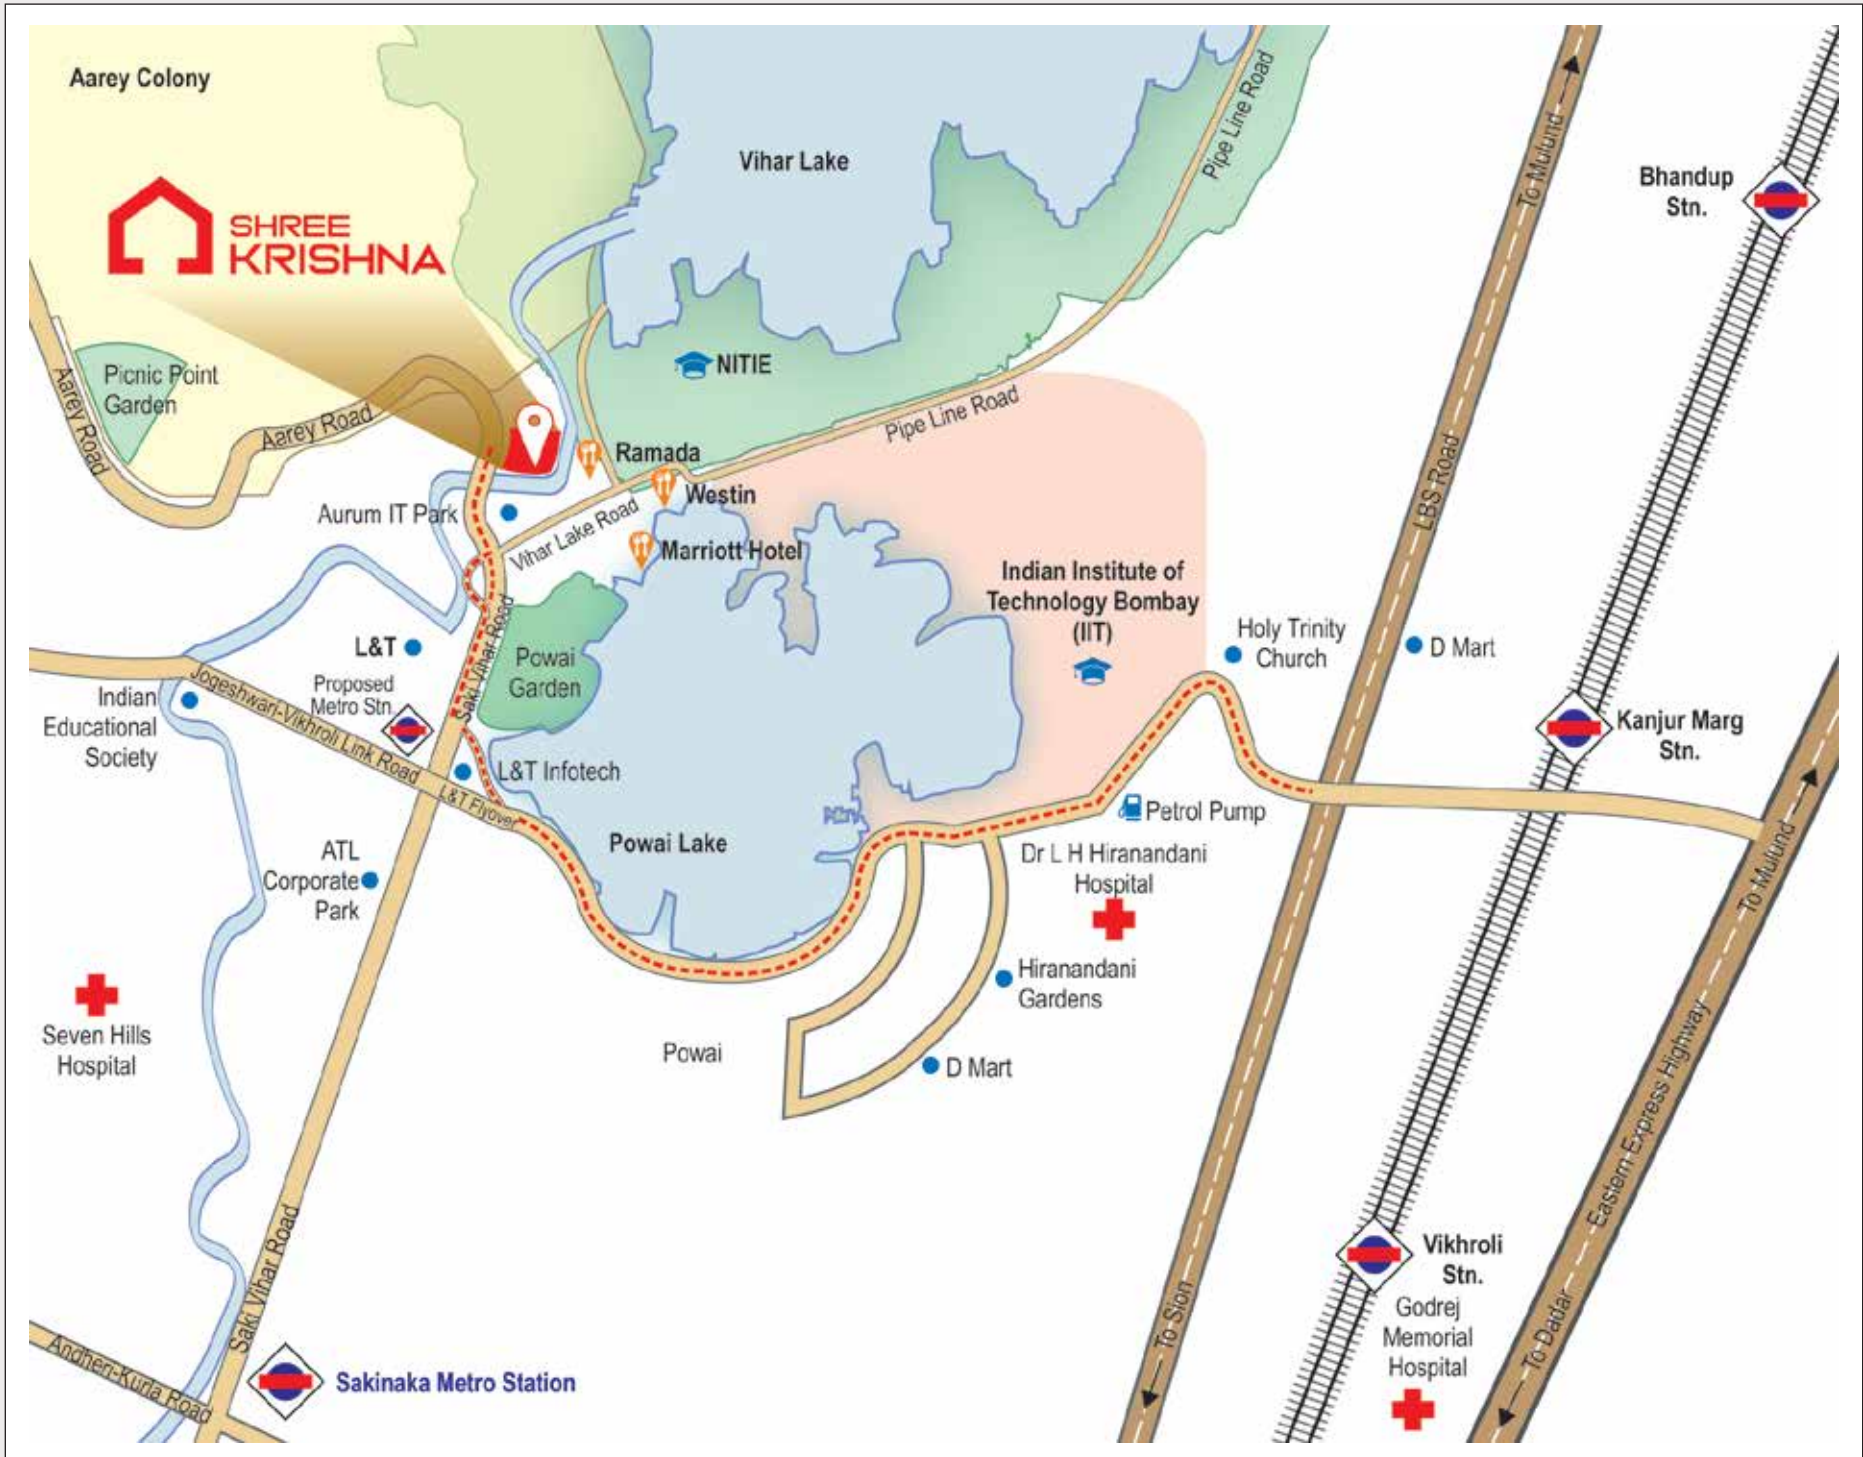 Aarey Colony
Vihar Lake
Pipe Line Road
To Mulund
Bhandup
Stn.
SHREE
KRISHNA
NITIE
Picnic Point
Garden
Aarey Road
Aarey Road
Pipe Line Road
Ramada
Westin
LBS Road
Aurum IT Park
Vihar Lake Road
Marriott Hotel
Indian Institute of
Technology Bombay
(IIT)
Holy Trinity
Church
D Mart
L&T
Saki Vihar Road
Powai
Garden
Proposed
Metro Stn.
Jogeshwari-Vikhroli Link Road
Indian
Educational
Society
Kanjur Marg
Stn.
L&T Infotech
L&T Flyover
Petrol Pump
Powai Lake
Dr L H Hiranandani
Hospital
To Mulund
ATL
Corporate
Park
Hiranandani
Gardens
Seven Hills
Hospital
Powai
D Mart
Eastern Express Highway
Saki Vihar Road
Vikhroli
Stn.
Godrej
Memorial
Hospital
To Sion
To Dadar
Andheri-Kurla Road
Sakinaka Metro Station